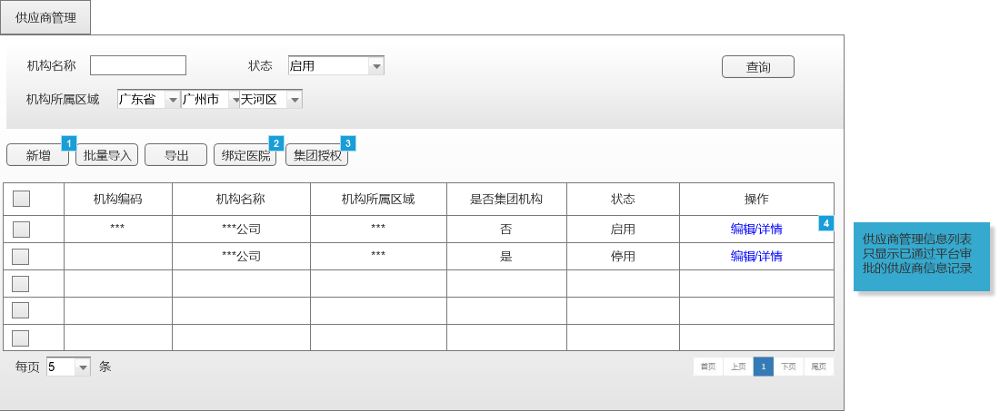 供应商管理
机构名称
状态 启用
查询
机构所属区域 广东省 广州市 天河区
新增 1 批量导入 导出 绑定医院 2 集团授权 3
机构编码 机构名称 机构所属区域 是否集团机构 状态 操作
*** ***公司 *** 否 启用 编辑/详情 4
***公司 *** 是 停用 编辑/详情
供应商管理信息列表
只显示已通过平台审
批的供应商信息记录
每页 5 条
首页 上页 1 下页 尾页